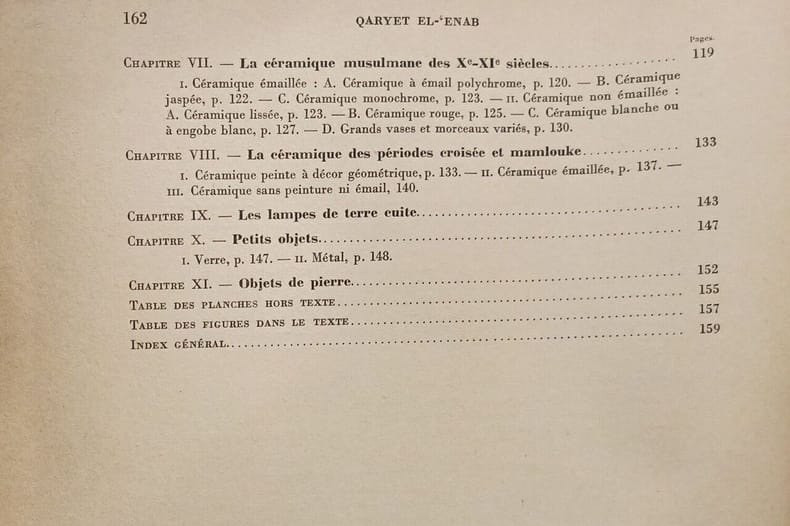 162
QARYET EL-‘ENAB
Pages.
CHAPITRE VII. — La céramique musulmane des Xe-XIe siècles. 119
I. Céramique émaillée : A. Céramique à émail polychrome, p. 120. — B. Céramique
jaspée, p. 122. — C. Céramique monochrome, p. 123. — II. Céramique non émaillée :
A. Céramique lissée, p. 123. — B. Céramique rouge, p. 125. — C. Céramique blanche ou
à engobe blanc, p. 127. — D. Grands vases et morceaux variés, p. 130.
CHAPITRE VIII. — La céramique des périodes croisée et mamlouke. 133
I. Céramique peinte à décor géométrique, p. 133. — II. Céramique émaillée, p. 137. —
III. Céramique sans peinture ni émail, 140.
CHAPITRE IX. — Les lampes de terre cuite. 143
CHAPITRE X. — Petits objets. 147
I. Verre, p. 147. — II. Métal, p. 148.
CHAPITRE XI. — Objets de pierre. 152
TABLE DES PLANCHES HORS TEXTE. 155
TABLE DES FIGURES DANS LE TEXTE. 157
INDEX GÉNÉRAL. 159